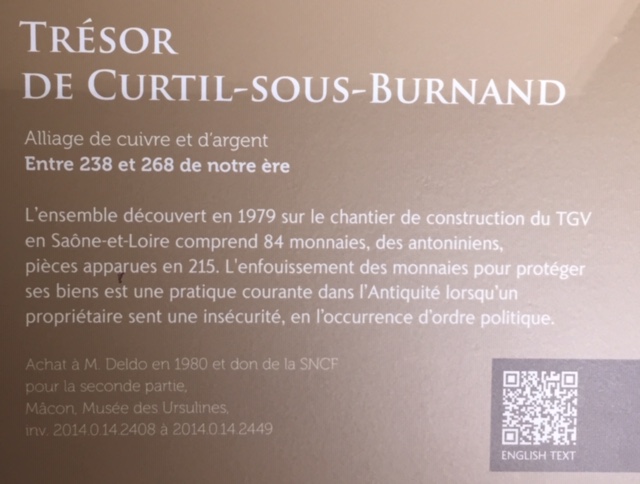 TRÉSOR
DE CURTIL-SOUS-BURNAND
Alliage de cuivre et d'argent
Entre 238 et 268 de notre ère
L'ensemble découvert en 1979 sur le chantier de construction du TGV
en Saône-et-Loire comprend 84 monnaies, des antoniniens,
pièces apparues en 215. L'enfouissement des monnaies pour protéger
ses biens est une pratique courante dans l'Antiquité lorsqu'un
propriétaire sent une insécurité, en l'occurrence d'ordre politique.
Achat à M. Deldo en 1980 et don de la SNCF
pour la seconde partie,
Mâcon, Musée des Ursulines,
inv. 2014.0.14.2408 à 2014.0.14.2449
ENGLISH TEXT